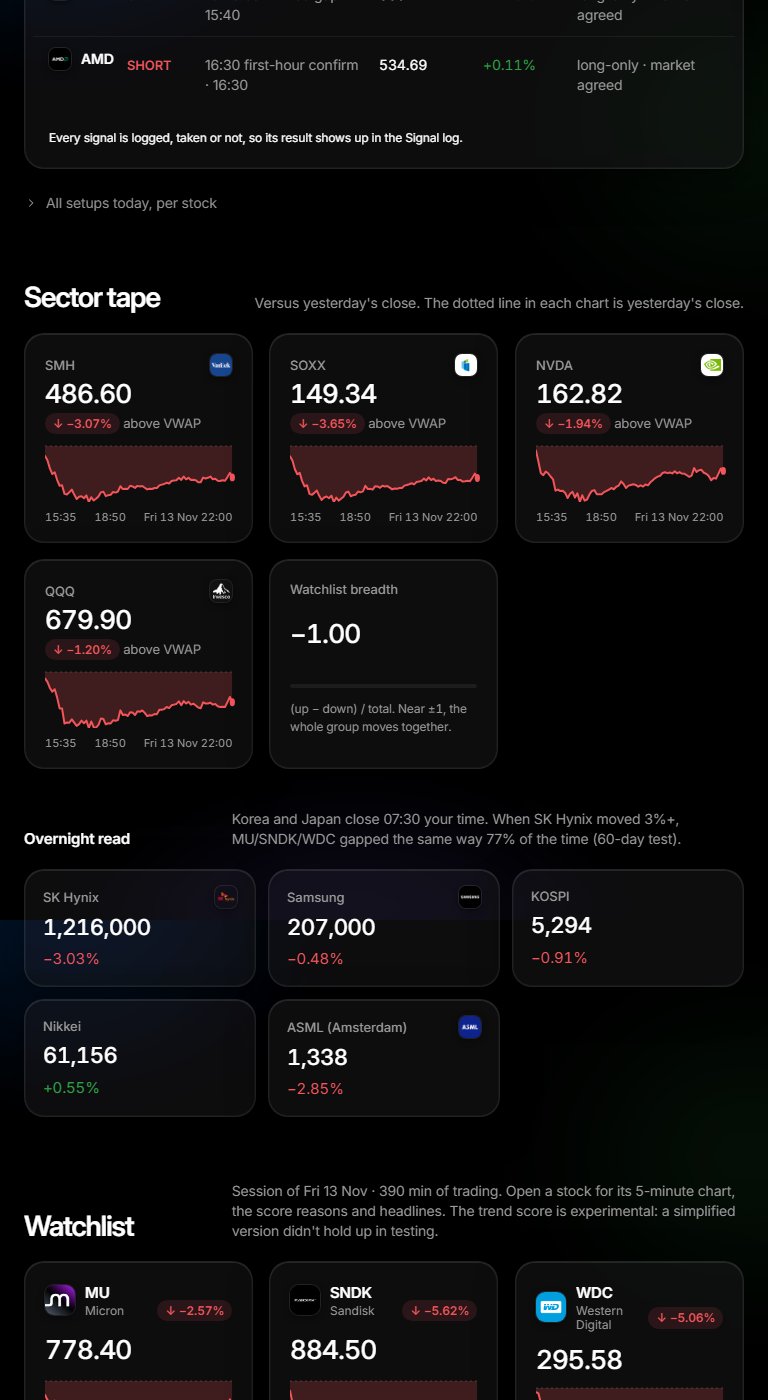 15:40
agreed
AMD
AMD SHORT 16:30 first-hour confirm 534.69 +0.11% long-only · market
· 16:30 agreed
Every signal is logged, taken or not, so its result shows up in the Signal log.
All setups today, per stock
Sector tape
Versus yesterday's close. The dotted line in each chart is yesterday's close.
SMH
VanEck
486.60
↓ −3.07% above VWAP
15:35 18:50 Fri 13 Nov 22:00
SOXX
149.34
↓ −3.65% above VWAP
15:35 18:50 Fri 13 Nov 22:00
NVDA
162.82
↓ −1.94% above VWAP
15:35 18:50 Fri 13 Nov 22:00
QQQ
Invesco
679.90
↓ −1.20% above VWAP
15:35 18:50 Fri 13 Nov 22:00
Watchlist breadth
−1.00
(up − down) / total. Near ±1, the
whole group moves together.
Overnight read
Korea and Japan close 07:30 your time. When SK Hynix moved 3%+,
MU/SNDK/WDC gapped the same way 77% of the time (60-day test).
SK Hynix
1,216,000
−3.03%
Samsung
SAMSUNG
207,000
−0.48%
KOSPI
5,294
−0.91%
Nikkei
61,156
+0.55%
ASML (Amsterdam)
ASML
1,338
−2.85%
Watchlist
Session of Fri 13 Nov · 390 min of trading. Open a stock for its 5-minute chart,
the score reasons and headlines. The trend score is experimental: a simplified
version didn't hold up in testing.
MU
Micron
↓ −2.57%
778.40
SNDK
Sandisk
↓ −5.62%
884.50
WD
WDC
Western
Digital
↓ −5.06%
295.58